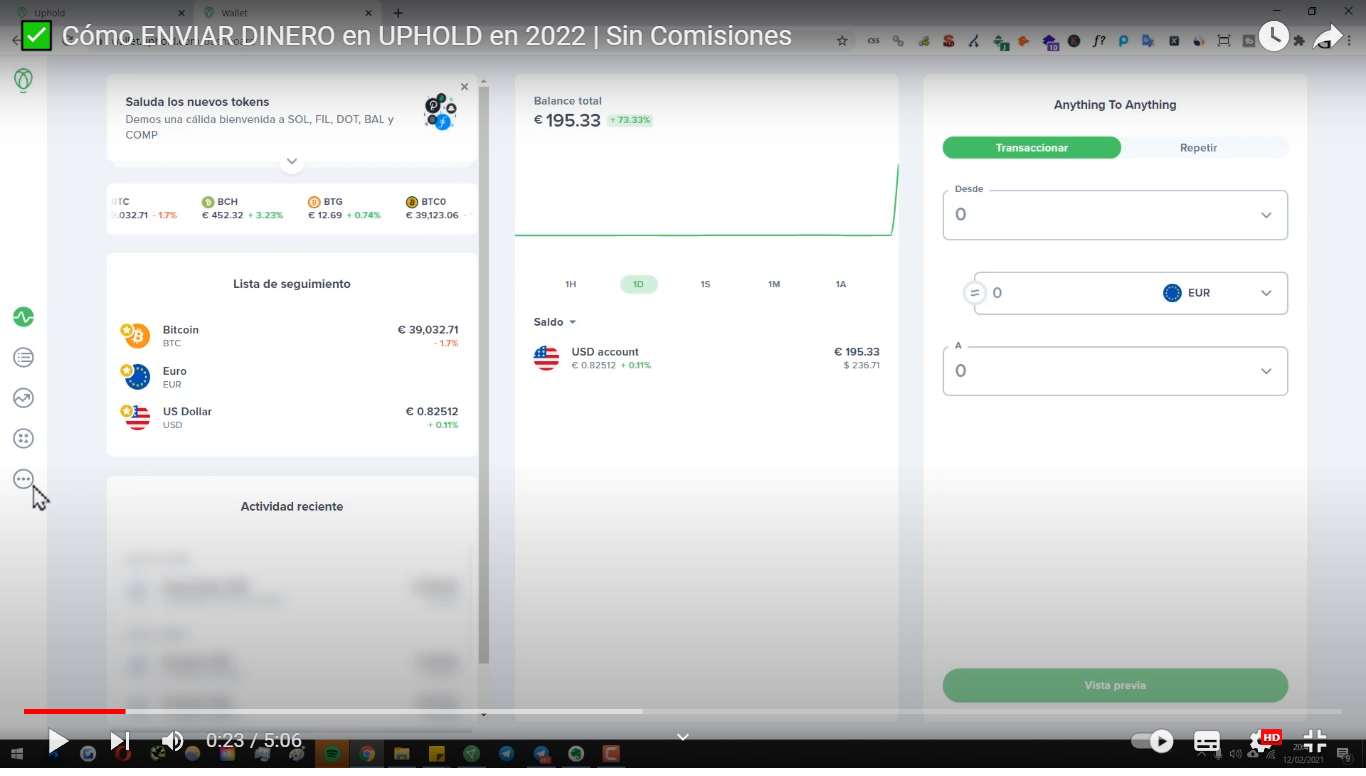 Uphold
Wallet
Cómo ENVIAR DINERO en UPHOLD en 2022 | Sin Comisiones
Saluda los nuevos tokens
Demos una cálida bienvenida a SOL, FIL, DOT, BAL y
COMP
BCH
BTG
BTC0
- 1.7%
€ 452.32 + 3.23%
€ 12.69 + 0.74%
€ 39,123.06
Lista de seguimiento
Bitcoin
€ 39,032.71
BTC
- 1.7%
Euro
EUR
US Dollar
€ 0.82512
USD
+ 0.11%
Actividad reciente
Balance total
€ 195.33 + 73.33%
1H
1D
1S
1M
1A
Saldo
USD account
€ 195.33
€ 0.82512 + 0.11%
$ 236.71
Anything To Anything
Transaccionar
Repetir
Desde
0
0
EUR
A
0
Vista previa
0:23 / 5:06
HD
12/02/2021